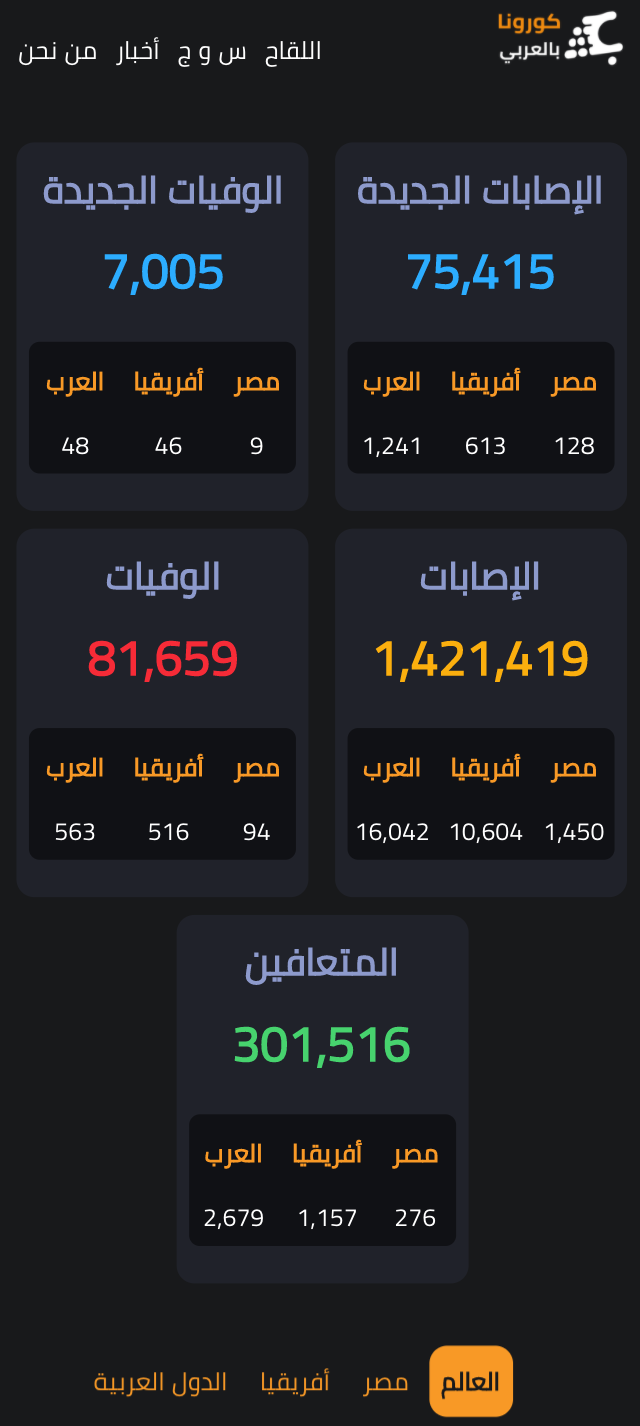 كورونا
بالعربي
اللقاح س و ج أخبار من نحن
الإصابات الجديدة
75,415
مصر أفريقيا العرب
128 613 1,241
الوفيات الجديدة
7,005
مصر أفريقيا العرب
9 46 48
الإصابات
1,421,419
مصر أفريقيا العرب
1,450 10,604 16,042
الوفيات
81,659
مصر أفريقيا العرب
94 516 563
المتعافين
301,516
مصر أفريقيا العرب
276 1,157 2,679
العالم مصر أفريقيا الدول العربية